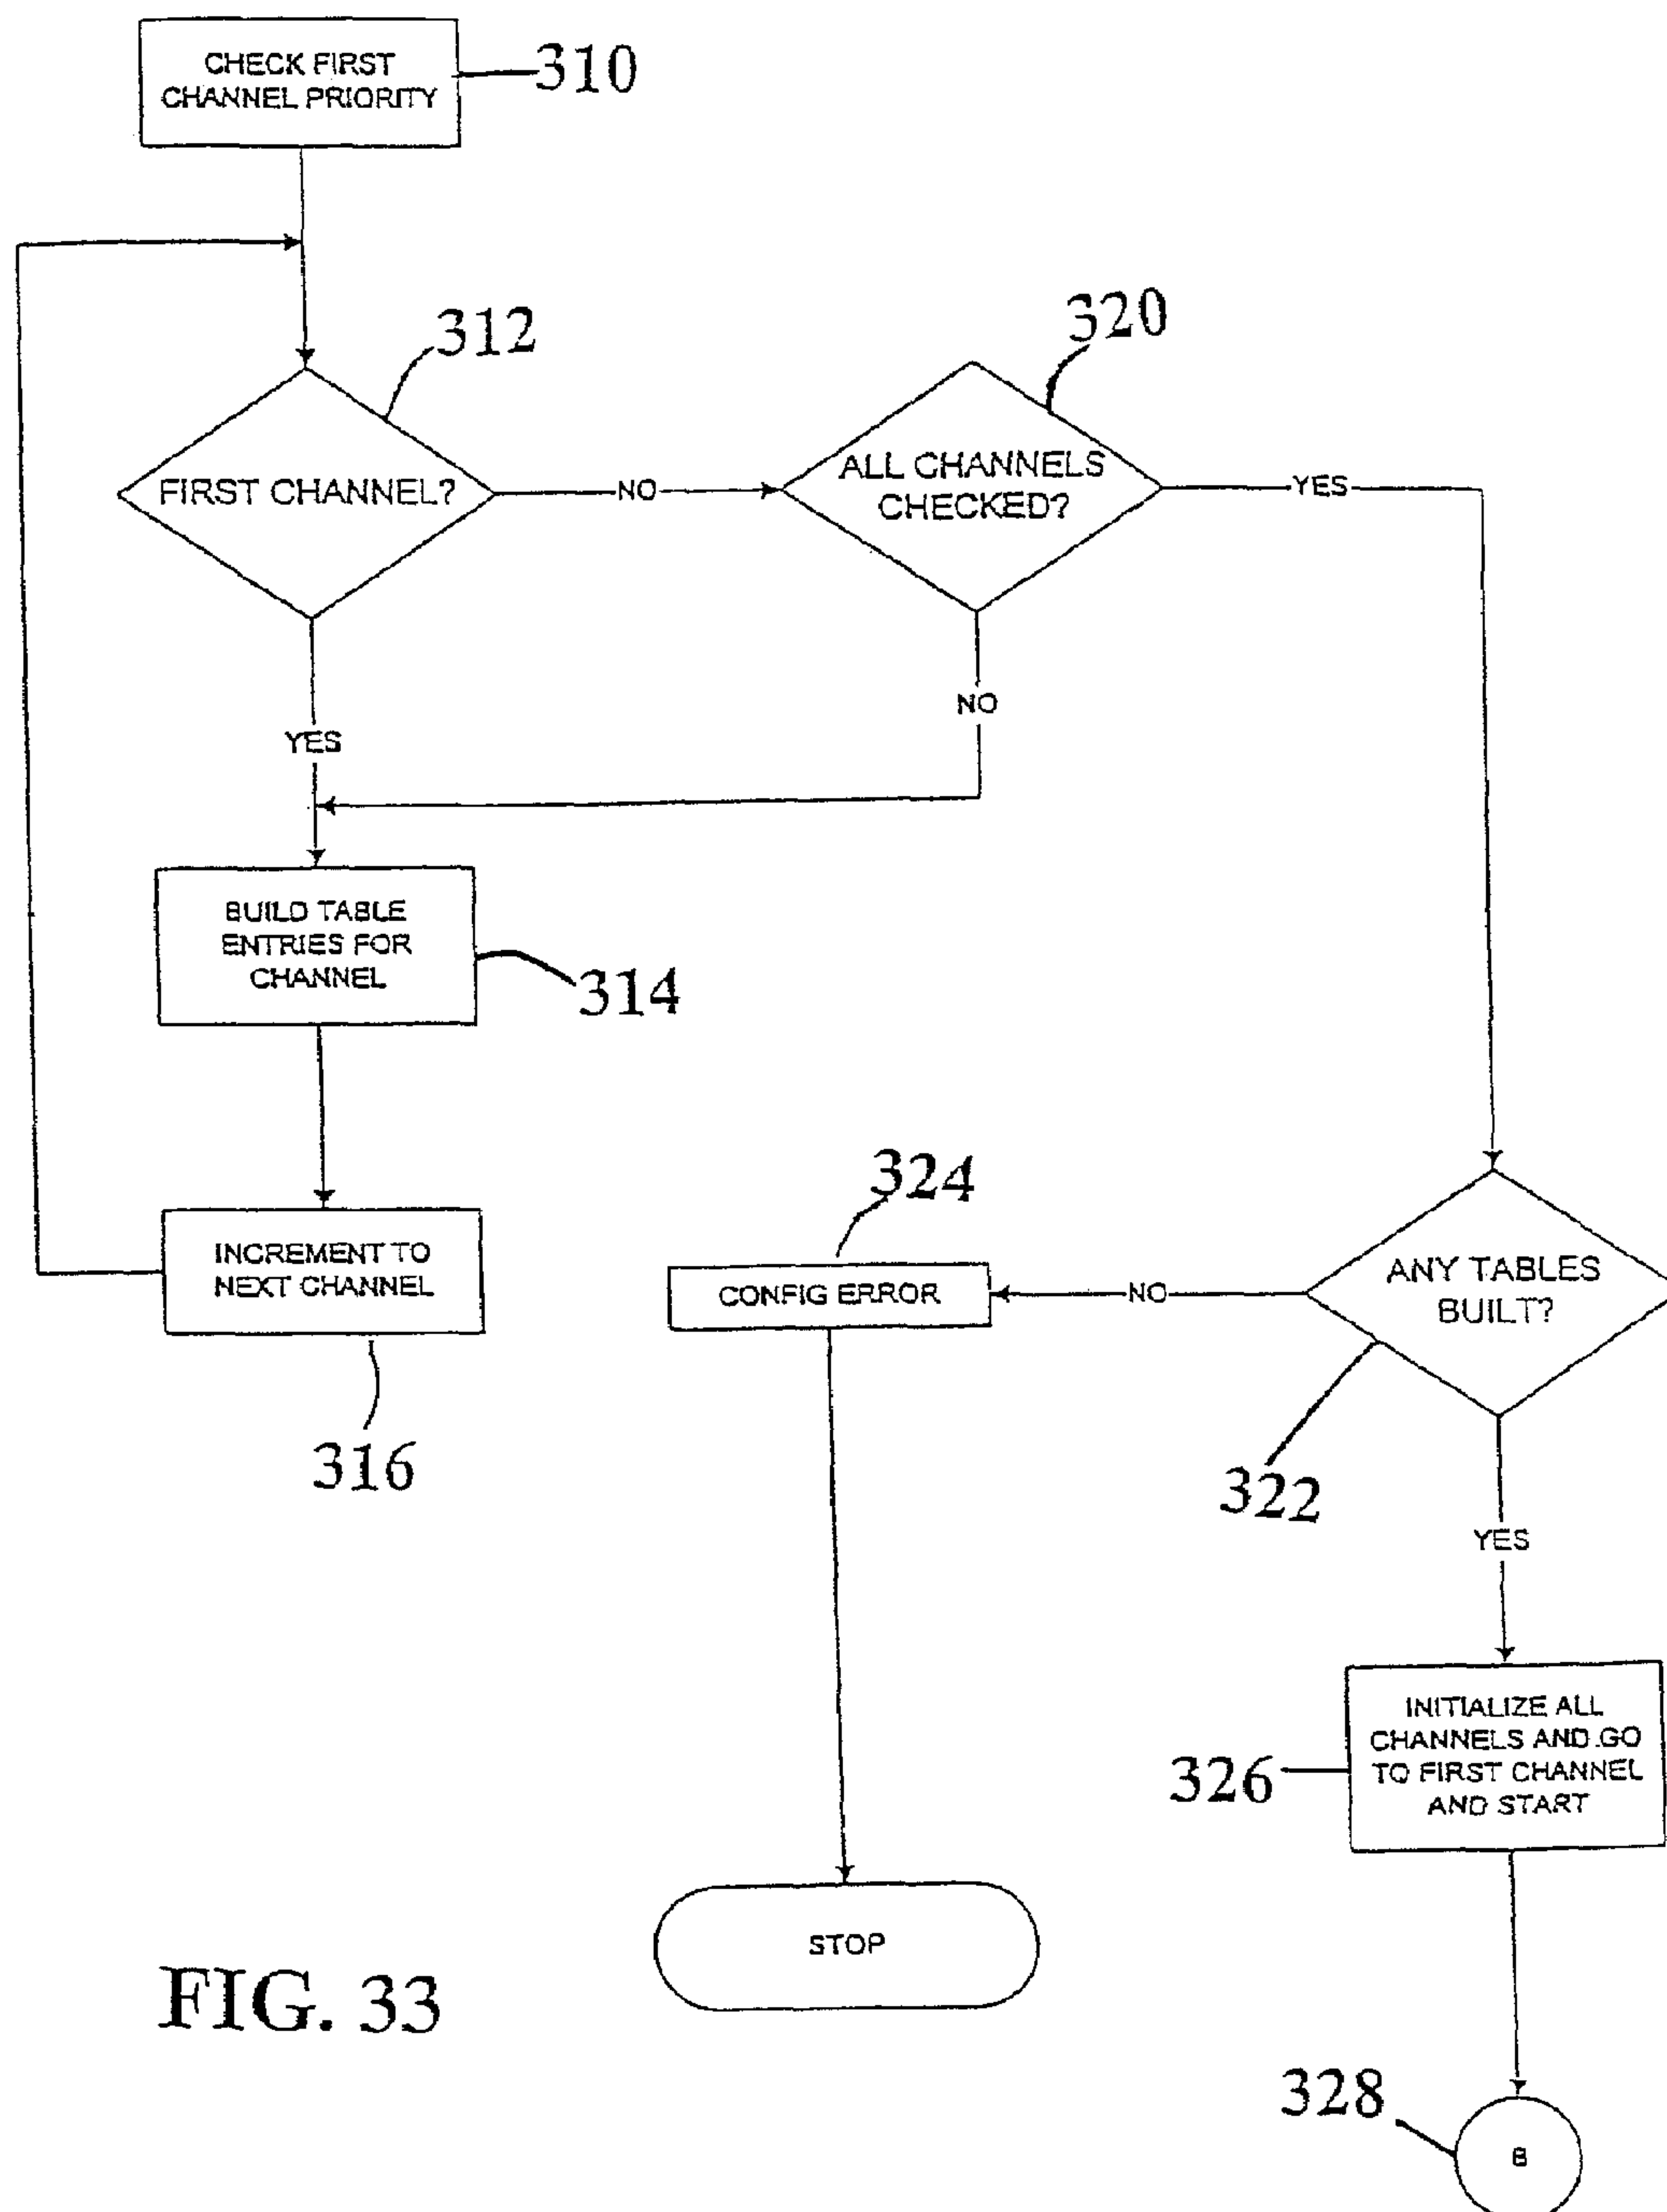 CHECK FIRST
CHANNEL PRIORITY
310
312
320
FIRST CHANNEL?
NO
ALL CHANNELS
CHECKED?
YES
NO
YES
BUILD TABLE
ENTRIES FOR
CHANNEL
314
INCREMENT TO
NEXT CHANNEL
316
324
CONFIG ERROR
NO
ANY TABLES
BUILT?
322
YES
INITIALIZE ALL
CHANNELS AND GO
TO FIRST CHANNEL
AND START
326
STOP
FIG. 33
328
B